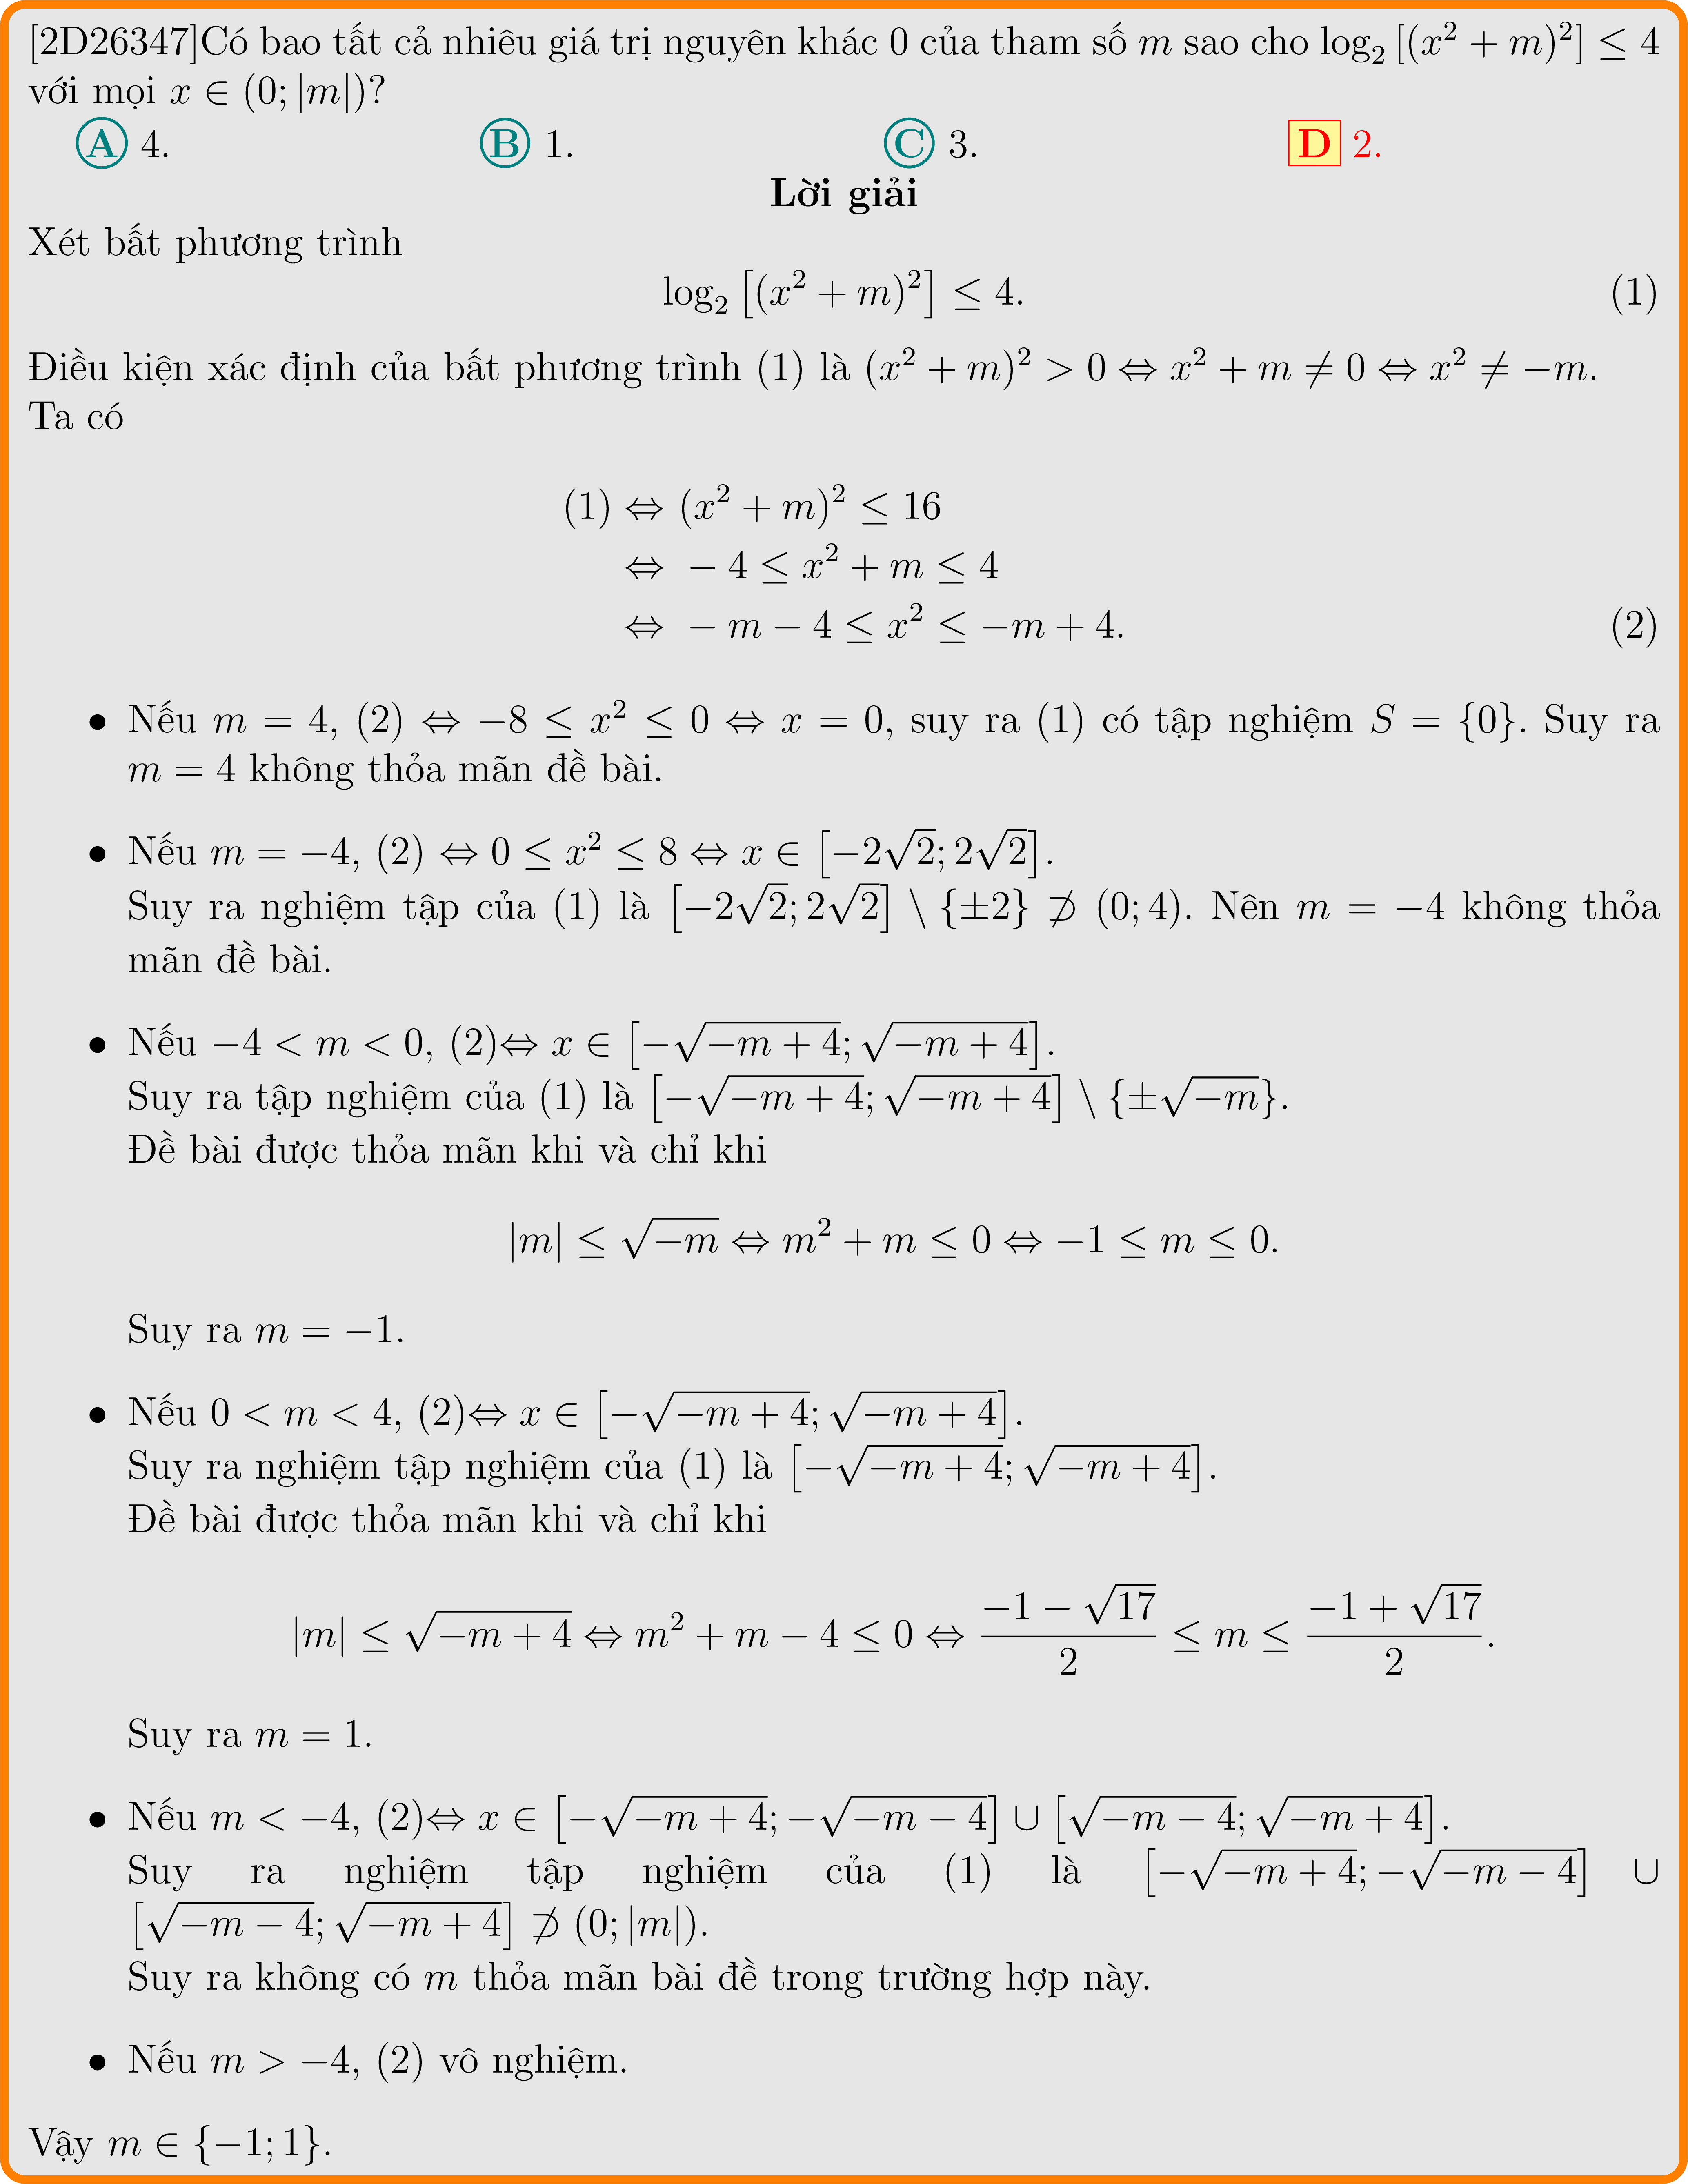 [2D26347]Có bao tất cả nhiêu giá trị nguyên khác 0 của tham số $m$ sao cho $\log_2\left[(x^2+m)^2\right] \leq 4$
với mọi $x \in (0;|m|)$?
A 4. B 1. C 3. D 2.
Lời giải
Xét bất phương trình
$\log_2\left[(x^2+m)^2\right] \leq 4.$ (1)
Điều kiện xác định của bất phương trình (1) là $(x^2+m)^2 > 0 \Leftrightarrow x^2+m \neq 0 \Leftrightarrow x^2 \neq -m$.
Ta có
$(1) \Leftrightarrow (x^2+m)^2 \leq 16$
$\Leftrightarrow -4 \leq x^2+m \leq 4$
$\Leftrightarrow -m-4 \leq x^2 \leq -m+4.$ (2)
• Nếu $m = 4$, $(2) \Leftrightarrow -8 \leq x^2 \leq 0 \Leftrightarrow x = 0$, suy ra (1) có tập nghiệm $S = \{0\}$. Suy ra
$m = 4$ không thỏa mãn đề bài.
• Nếu $m = -4$, $(2) \Leftrightarrow 0 \leq x^2 \leq 8 \Leftrightarrow x \in \left[-2\sqrt{2};2\sqrt{2}\right]$.
Suy ra nghiệm tập của (1) là $\left[-2\sqrt{2};2\sqrt{2}\right] \setminus \{\pm 2\} \not\supset (0;4)$. Nên $m = -4$ không thỏa
mãn đề bài.
• Nếu $-4 < m < 0$, $(2) \Leftrightarrow x \in \left[-\sqrt{-m+4};\sqrt{-m+4}\right]$.
Suy ra tập nghiệm của (1) là $\left[-\sqrt{-m+4};\sqrt{-m+4}\right] \setminus \{\pm\sqrt{-m}\}$.
Đề bài được thỏa mãn khi và chỉ khi
$|m| \leq \sqrt{-m} \Leftrightarrow m^2+m \leq 0 \Leftrightarrow -1 \leq m \leq 0.$
Suy ra $m = -1$.
• Nếu $0 < m < 4$, $(2) \Leftrightarrow x \in \left[-\sqrt{-m+4};\sqrt{-m+4}\right]$.
Suy ra nghiệm tập nghiệm của (1) là $\left[-\sqrt{-m+4};\sqrt{-m+4}\right]$.
Đề bài được thỏa mãn khi và chỉ khi
$|m| \leq \sqrt{-m+4} \Leftrightarrow m^2+m-4 \leq 0 \Leftrightarrow \frac{-1-\sqrt{17}}{2} \leq m \leq \frac{-1+\sqrt{17}}{2}.$
Suy ra $m = 1$.
• Nếu $m < -4$, $(2) \Leftrightarrow x \in \left[-\sqrt{-m+4};-\sqrt{-m-4}\right] \cup \left[\sqrt{-m-4};\sqrt{-m+4}\right]$.
Suy ra nghiệm tập nghiệm của (1) là $\left[-\sqrt{-m+4};-\sqrt{-m-4}\right] \cup$
$\left[\sqrt{-m-4};\sqrt{-m+4}\right] \not\supset (0;|m|)$.
Suy ra không có $m$ thỏa mãn bài đề trong trường hợp này.
• Nếu $m > -4$, (2) vô nghiệm.
Vậy $m \in \{-1;1\}$.